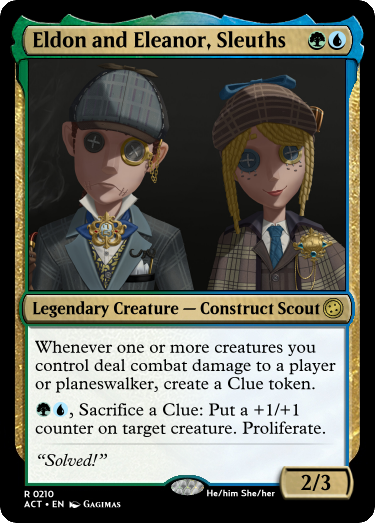 Eldon and Eleanor, Sleuths
Legendary Creature — Construct Scout
Whenever one or more creatures you
control deal combat damage to a player
or planeswalker, create a Clue token.
, Sacrifice a Clue: Put a +1/+1
counter on target creature. Proliferate.
“Solved!”
2/3
R 0210
He/him She/her
ACT • EN Gagimas